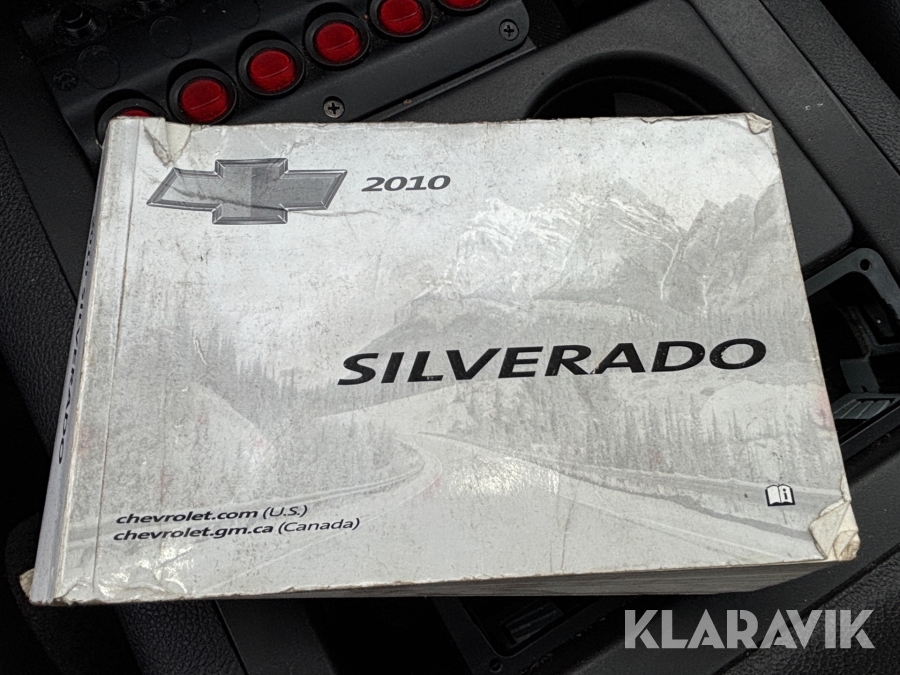 2010
SILVERADO
chevrolet.com (U.S.)
chevrolet.gm.ca (Canada)
KLARAVIK